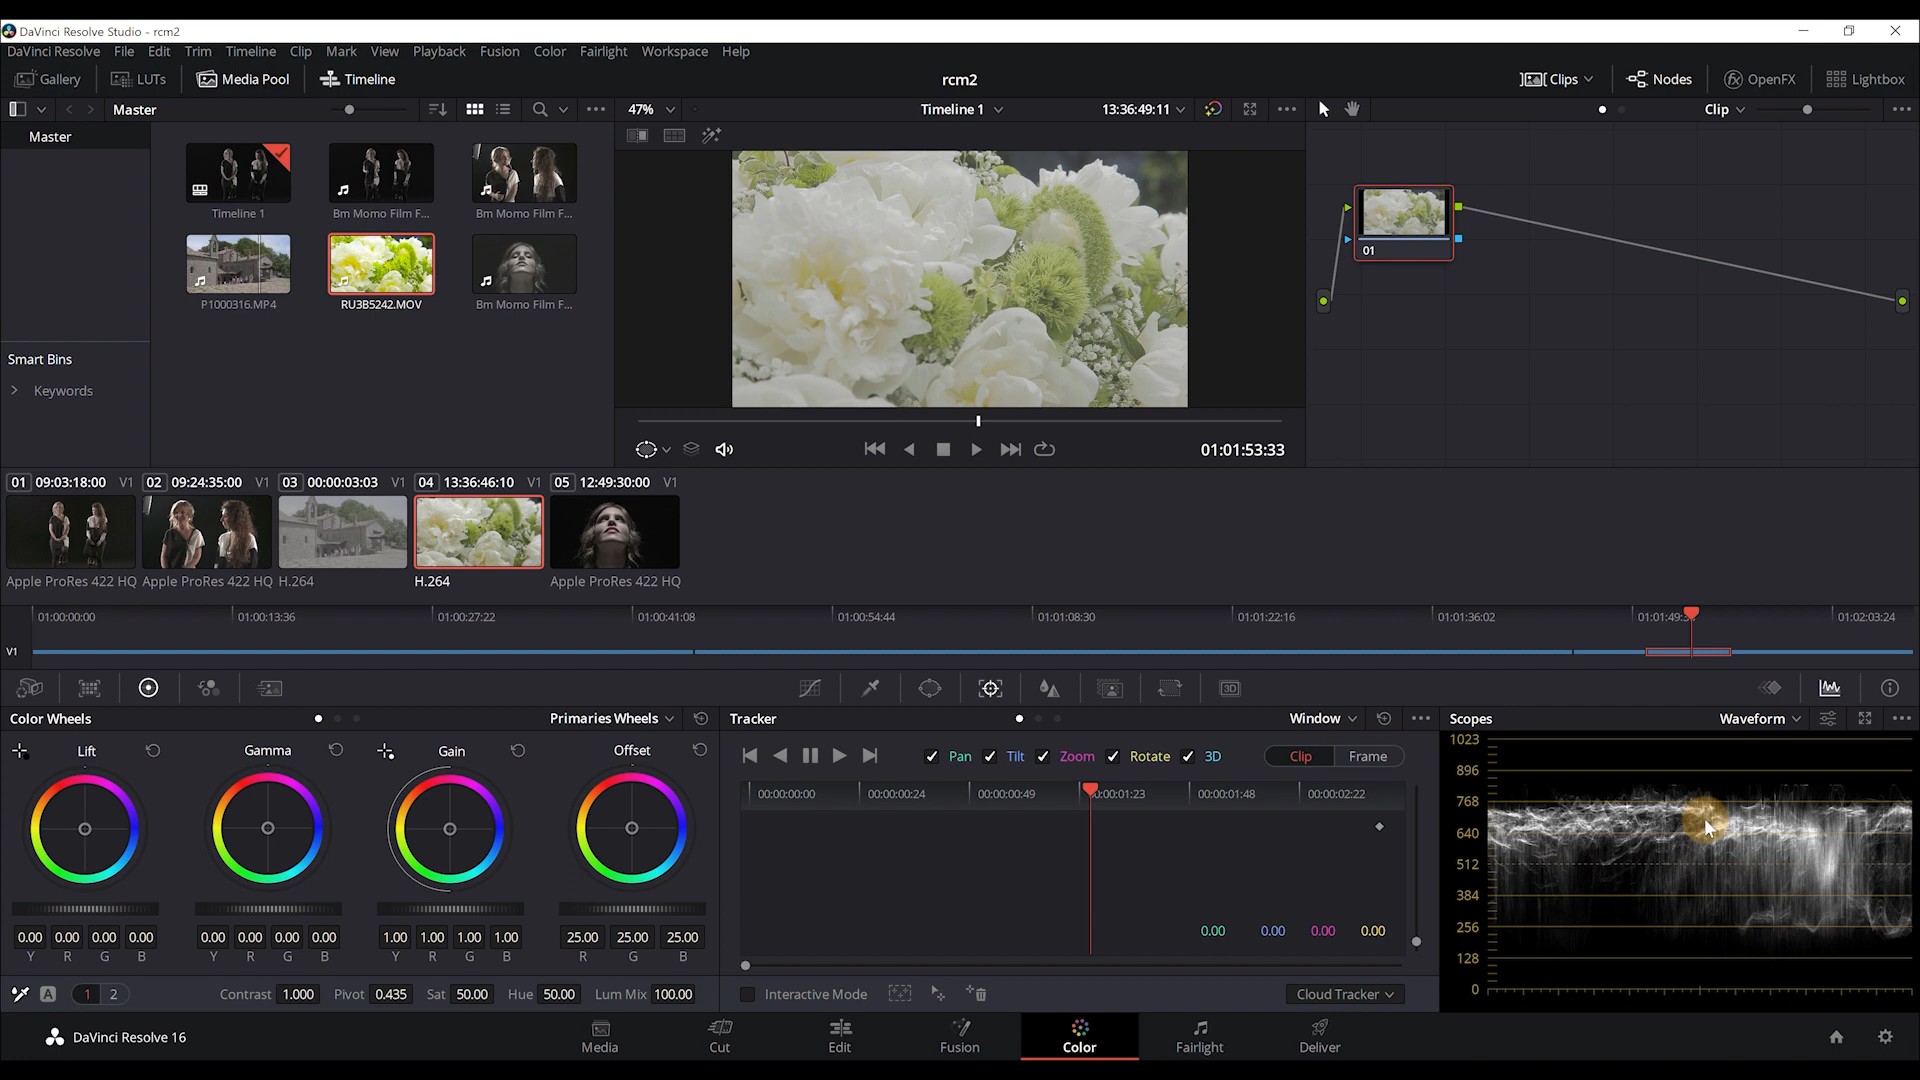 DaVinci Resolve Studio - rcm2
DaVinci Resolve File Edit Trim Timeline Clip Mark View Playback Fusion Color Fairlight Workspace Help
Gallery LUTs Media Pool Timeline rcm2 Clips Nodes OpenFX Lightbox
Master 47% Timeline 1 13:36:49:11 Clip
Master
Timeline 1 Bm Momo Film F... Bm Momo Film F...
01
P1000316.MP4 RU3B5242.MOV Bm Momo Film F...
Smart Bins
Keywords
01:01:53:33
01 09:03:18:00 V1 02 09:24:35:00 V1 03 00:00:03:03 V1 04 13:36:46:10 V1 05 12:49:30:00 V1
Apple ProRes 422 HQ Apple ProRes 422 HQ H.264 H.264 Apple ProRes 422 HQ
01:00:00:00 01:00:13:36 01:00:27:22 01:00:41:08 01:00:54:44 01:01:08:30 01:01:22:16 01:01:36:02 01:02:03:24
V1
3D
Color Wheels Primaries Wheels Tracker Window Scopes Waveform
Lift Gamma Gain Offset
Pan Tilt Zoom Rotate 3D Clip Frame
00:00:00:00 00:00:00:24 00:00:00:49 00:00:01:48 00:00:02:22
1023
896
768
640
512
384
256
128
0
0.00 0.00 0.00 0.00
0.00 0.00 0.00 0.00 0.00 0.00 0.00 0.00 1.00 1.00 1.00 1.00 25.00 25.00 25.00
Y R G B Y R G B Y R G B R G B
A 1 2 Contrast 1.000 Pivot 0.435 Sat 50.00 Hue 50.00 Lum Mix 100.00 Interactive Mode Cloud Tracker
DaVinci Resolve 16 Media Cut Edit Fusion Color Fairlight Deliver